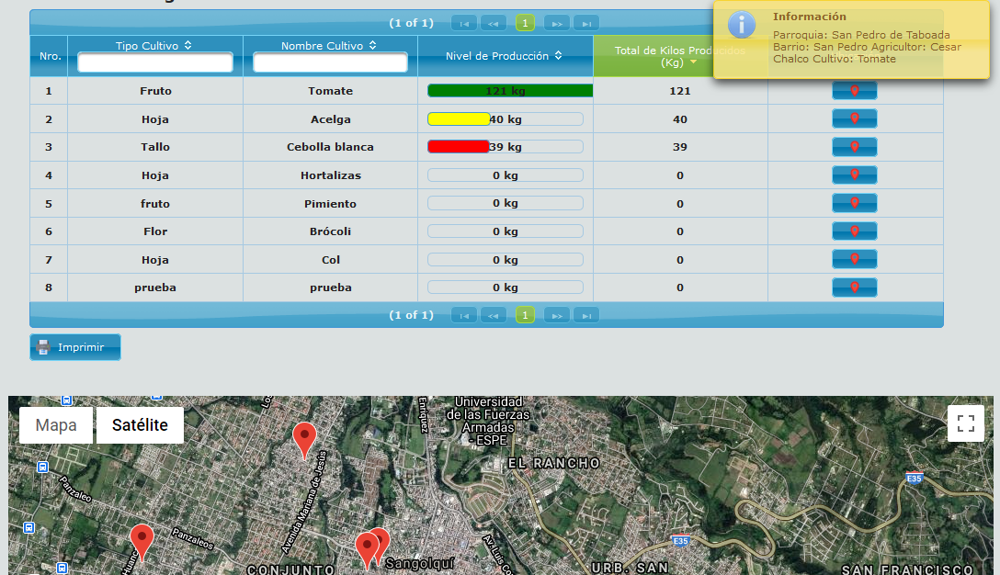 (1 of 1) 1
Información
Parroquia: San Pedro de Taboada
Barrio: San Pedro Agricultor: Cesar
Chalco Cultivo: Tomate
Nro. Tipo Cultivo Nombre Cultivo Nivel de Producción Total de Kilos Producidos
(Kg)
1 Fruto Tomate 121 kg 121
2 Hoja Acelga 40 kg 40
3 Tallo Cebolla blanca 39 kg 39
4 Hoja Hortalizas 0 kg 0
5 fruto Pimiento 0 kg 0
6 Flor Brócoli 0 kg 0
7 Hoja Col 0 kg 0
8 prueba prueba 0 kg 0
(1 of 1) 1
Imprimir
Mapa Satélite
Enriquez
Universidad
de las Fuerzas
Armadas
- ESPE
EL RANCHO
E35
Panzaleo
Avenida Mariana de Jesús
Panzaleos
E35
Sangolquí
CONJUNTO
URB. SAN
SAN FRANCISCO